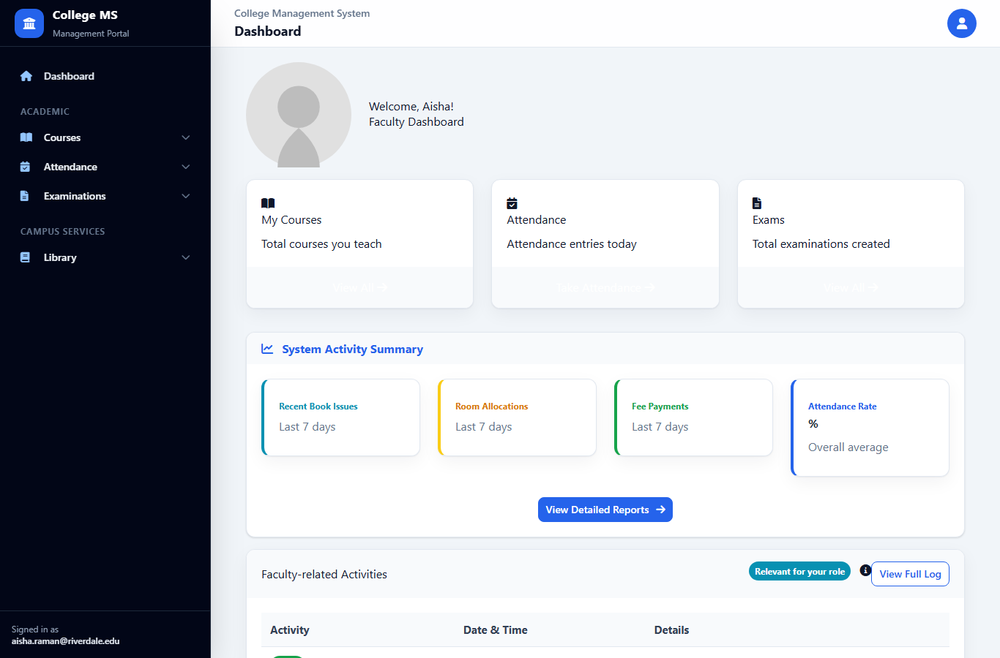 College MS
Management Portal
Dashboard
ACADEMIC
Courses
Attendance
Examinations
CAMPUS SERVICES
Library
Signed in as
aisha.raman@riverdale.edu
College Management System
Dashboard
Welcome, Aisha!
Faculty Dashboard
My Courses
Total courses you teach
View All
Attendance
Attendance entries today
Take Attendance
Exams
Total examinations created
View All
System Activity Summary
Recent Book Issues
Last 7 days
Room Allocations
Last 7 days
Fee Payments
Last 7 days
Attendance Rate
%
Overall average
View Detailed Reports
Faculty-related Activities
Relevant for your role
View Full Log
Activity Date & Time Details